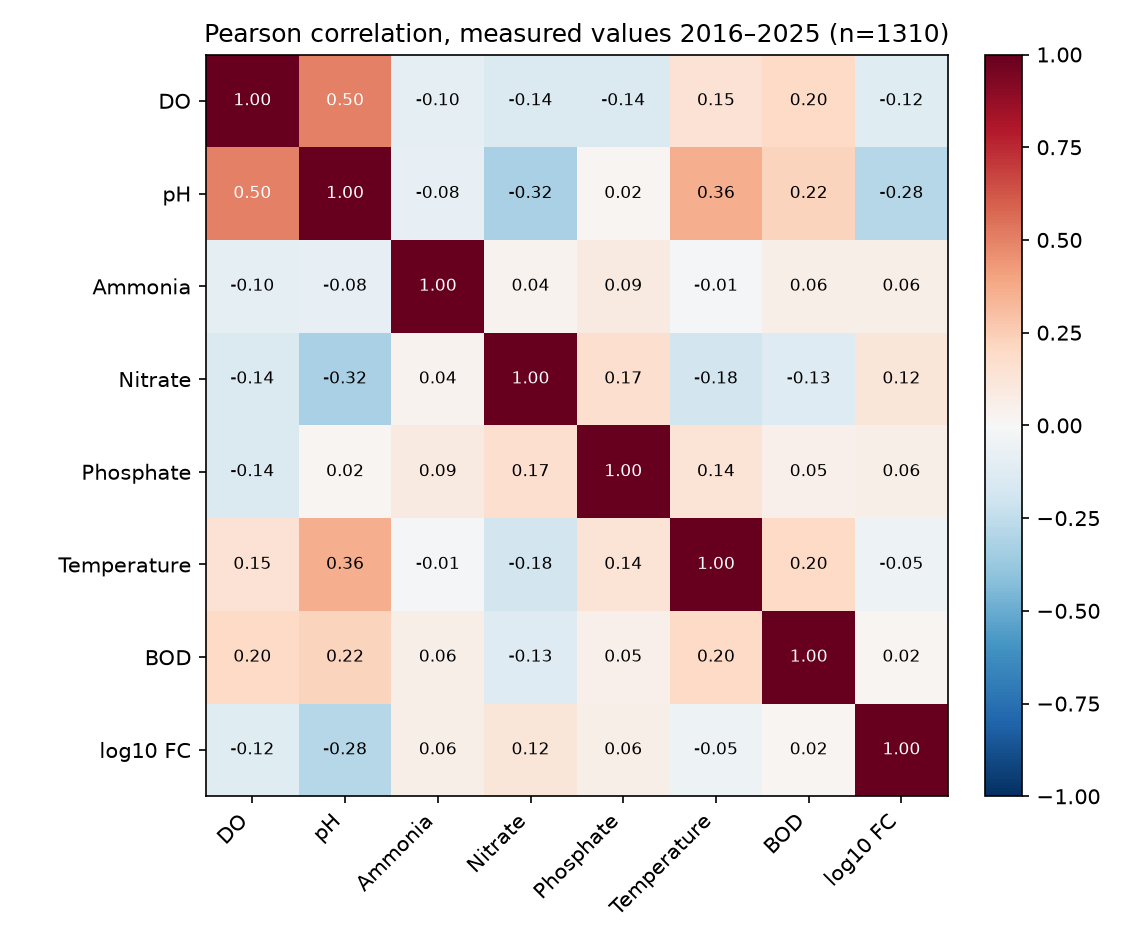 Pearson correlation, measured values 2016–2025 (n=1310)
DO 1.00 0.50 -0.10 -0.14 -0.14 0.15 0.20 -0.12
pH 0.50 1.00 -0.08 -0.32 0.02 0.36 0.22 -0.28
Ammonia -0.10 -0.08 1.00 0.04 0.09 -0.01 0.06 0.06
Nitrate -0.14 -0.32 0.04 1.00 0.17 -0.18 -0.13 0.12
Phosphate -0.14 0.02 0.09 0.17 1.00 0.14 0.05 0.06
Temperature 0.15 0.36 -0.01 -0.18 0.14 1.00 0.20 -0.05
BOD 0.20 0.22 0.06 -0.13 0.05 0.20 1.00 0.02
log10 FC -0.12 -0.28 0.06 0.12 0.06 -0.05 0.02 1.00
DO pH Ammonia Nitrate Phosphate Temperature BOD log10 FC
1.00
0.75
0.50
0.25
0.00
−0.25
−0.50
−0.75
−1.00